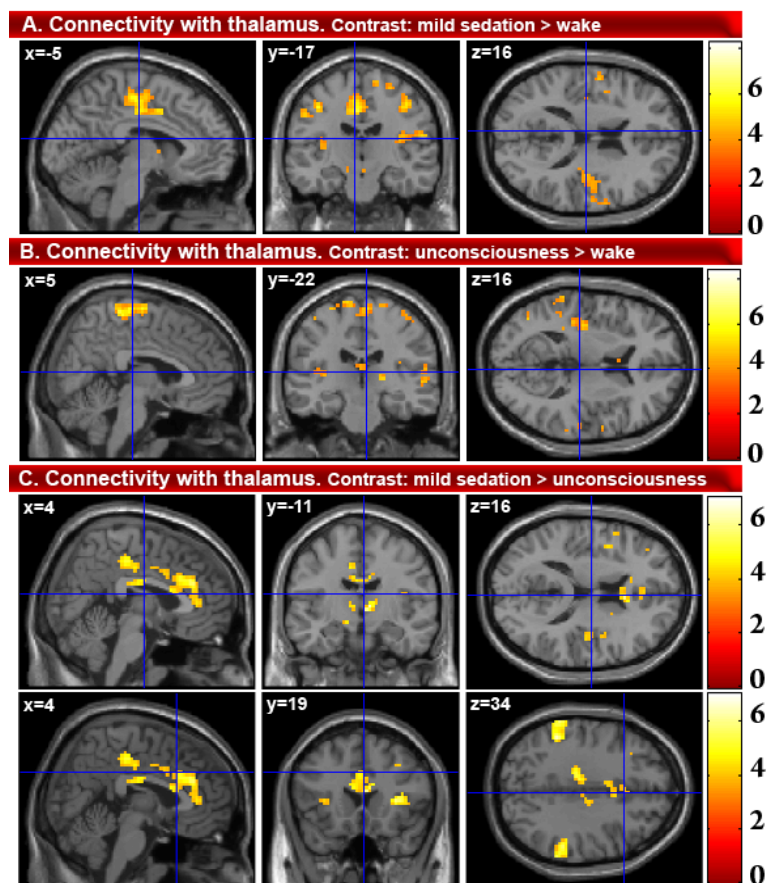 A. Connectivity with thalamus. Contrast: mild sedation > wake
x=-5 y=-17 z=16
6
4
2
0
B. Connectivity with thalamus. Contrast: unconsciousness > wake
x=5 y=-22 z=16
6
4
2
0
C. Connectivity with thalamus. Contrast: mild sedation > unconsciousness
x=4 y=-11 z=16
6
4
2
0
x=4 y=19 z=34
6
4
2
0